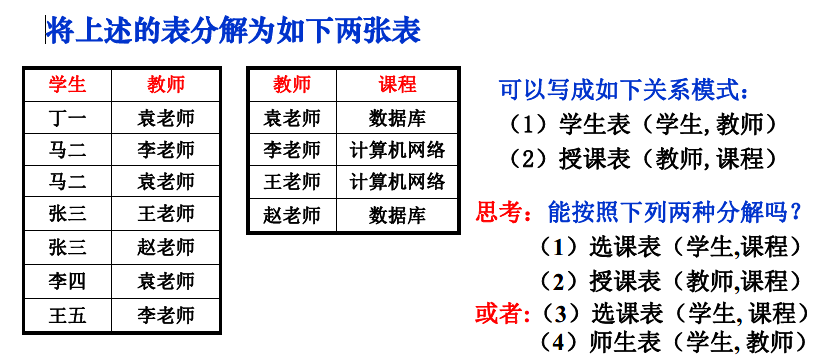 将上述的表分解为如下两张表
学生 教师
丁一 袁老师
马二 李老师
马二 袁老师
张三 王老师
张三 赵老师
李四 袁老师
王五 李老师
教师 课程
袁老师 数据库
李老师 计算机网络
王老师 计算机网络
赵老师 数据库
可以写成如下关系模式：
（1）学生表（学生,教师）
（2）授课表（教师,课程）
思考：能按照下列两种分解吗？
（1）选课表（学生,课程）
（2）授课表（教师,课程）
或者:（3）选课表（学生,课程）
（4）师生表（学生,教师）